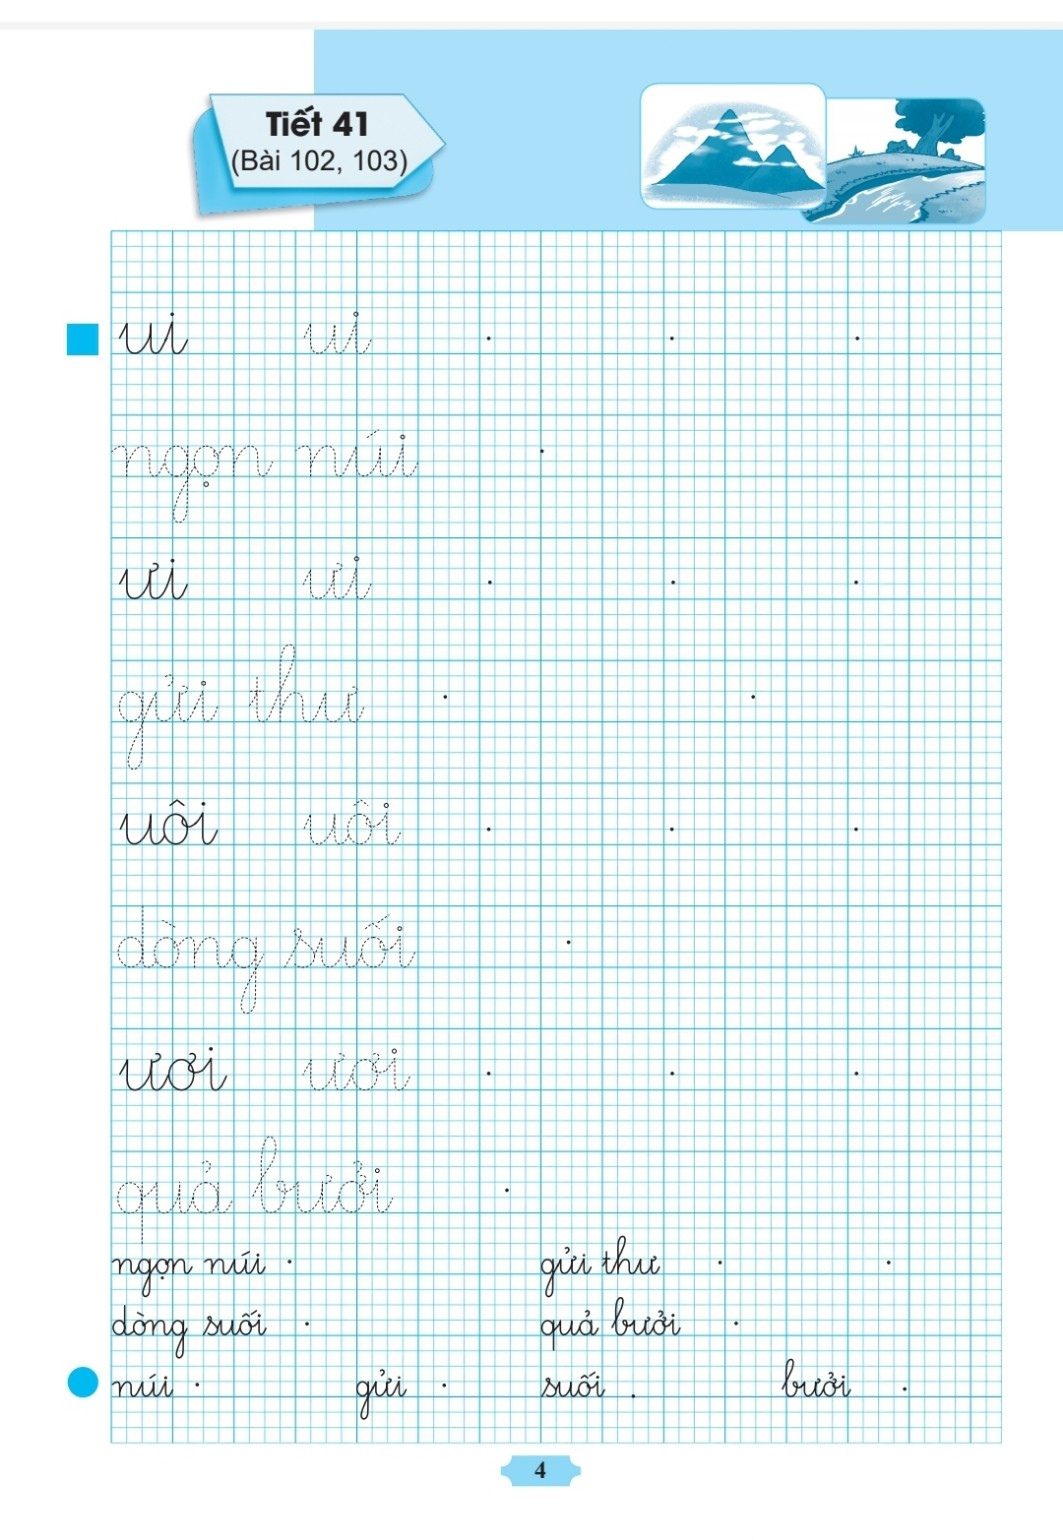 Tiết 41
(Bài 102, 103)
ui ui
ngọn núi
ưi ưi
gửi thư
uôi uôi
dòng suối
ươi ươi
quả bưởi
ngọn núi gửi thư
dòng suối quả bưởi
núi gửi suối bưởi
4